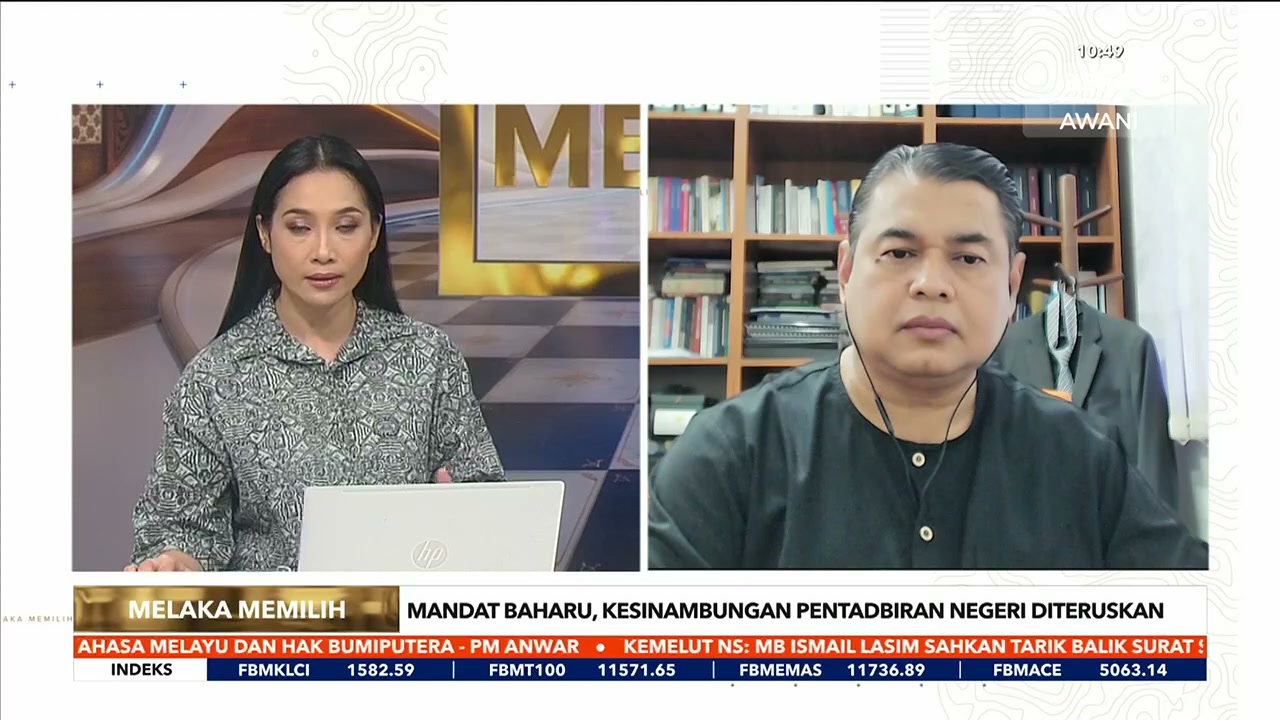 10:49
AWANI
ME
hp
MELAKA MEMILIH
MANDAT BAHARU, KESINAMBUNGAN PENTADBIRAN NEGERI DITERUSKAN
AKA MEMILIH
AHASA MELAYU DAN HAK BUMIPUTERA - PM ANWAR • KEMELUT NS: MB ISMAIL LASIM SAHKAN TARIK BALIK SURAT S
INDEKS FBMKLCI 1582.59 FBMT100 11571.65 FBMEMAS 11736.89 FBMACE 5063.14